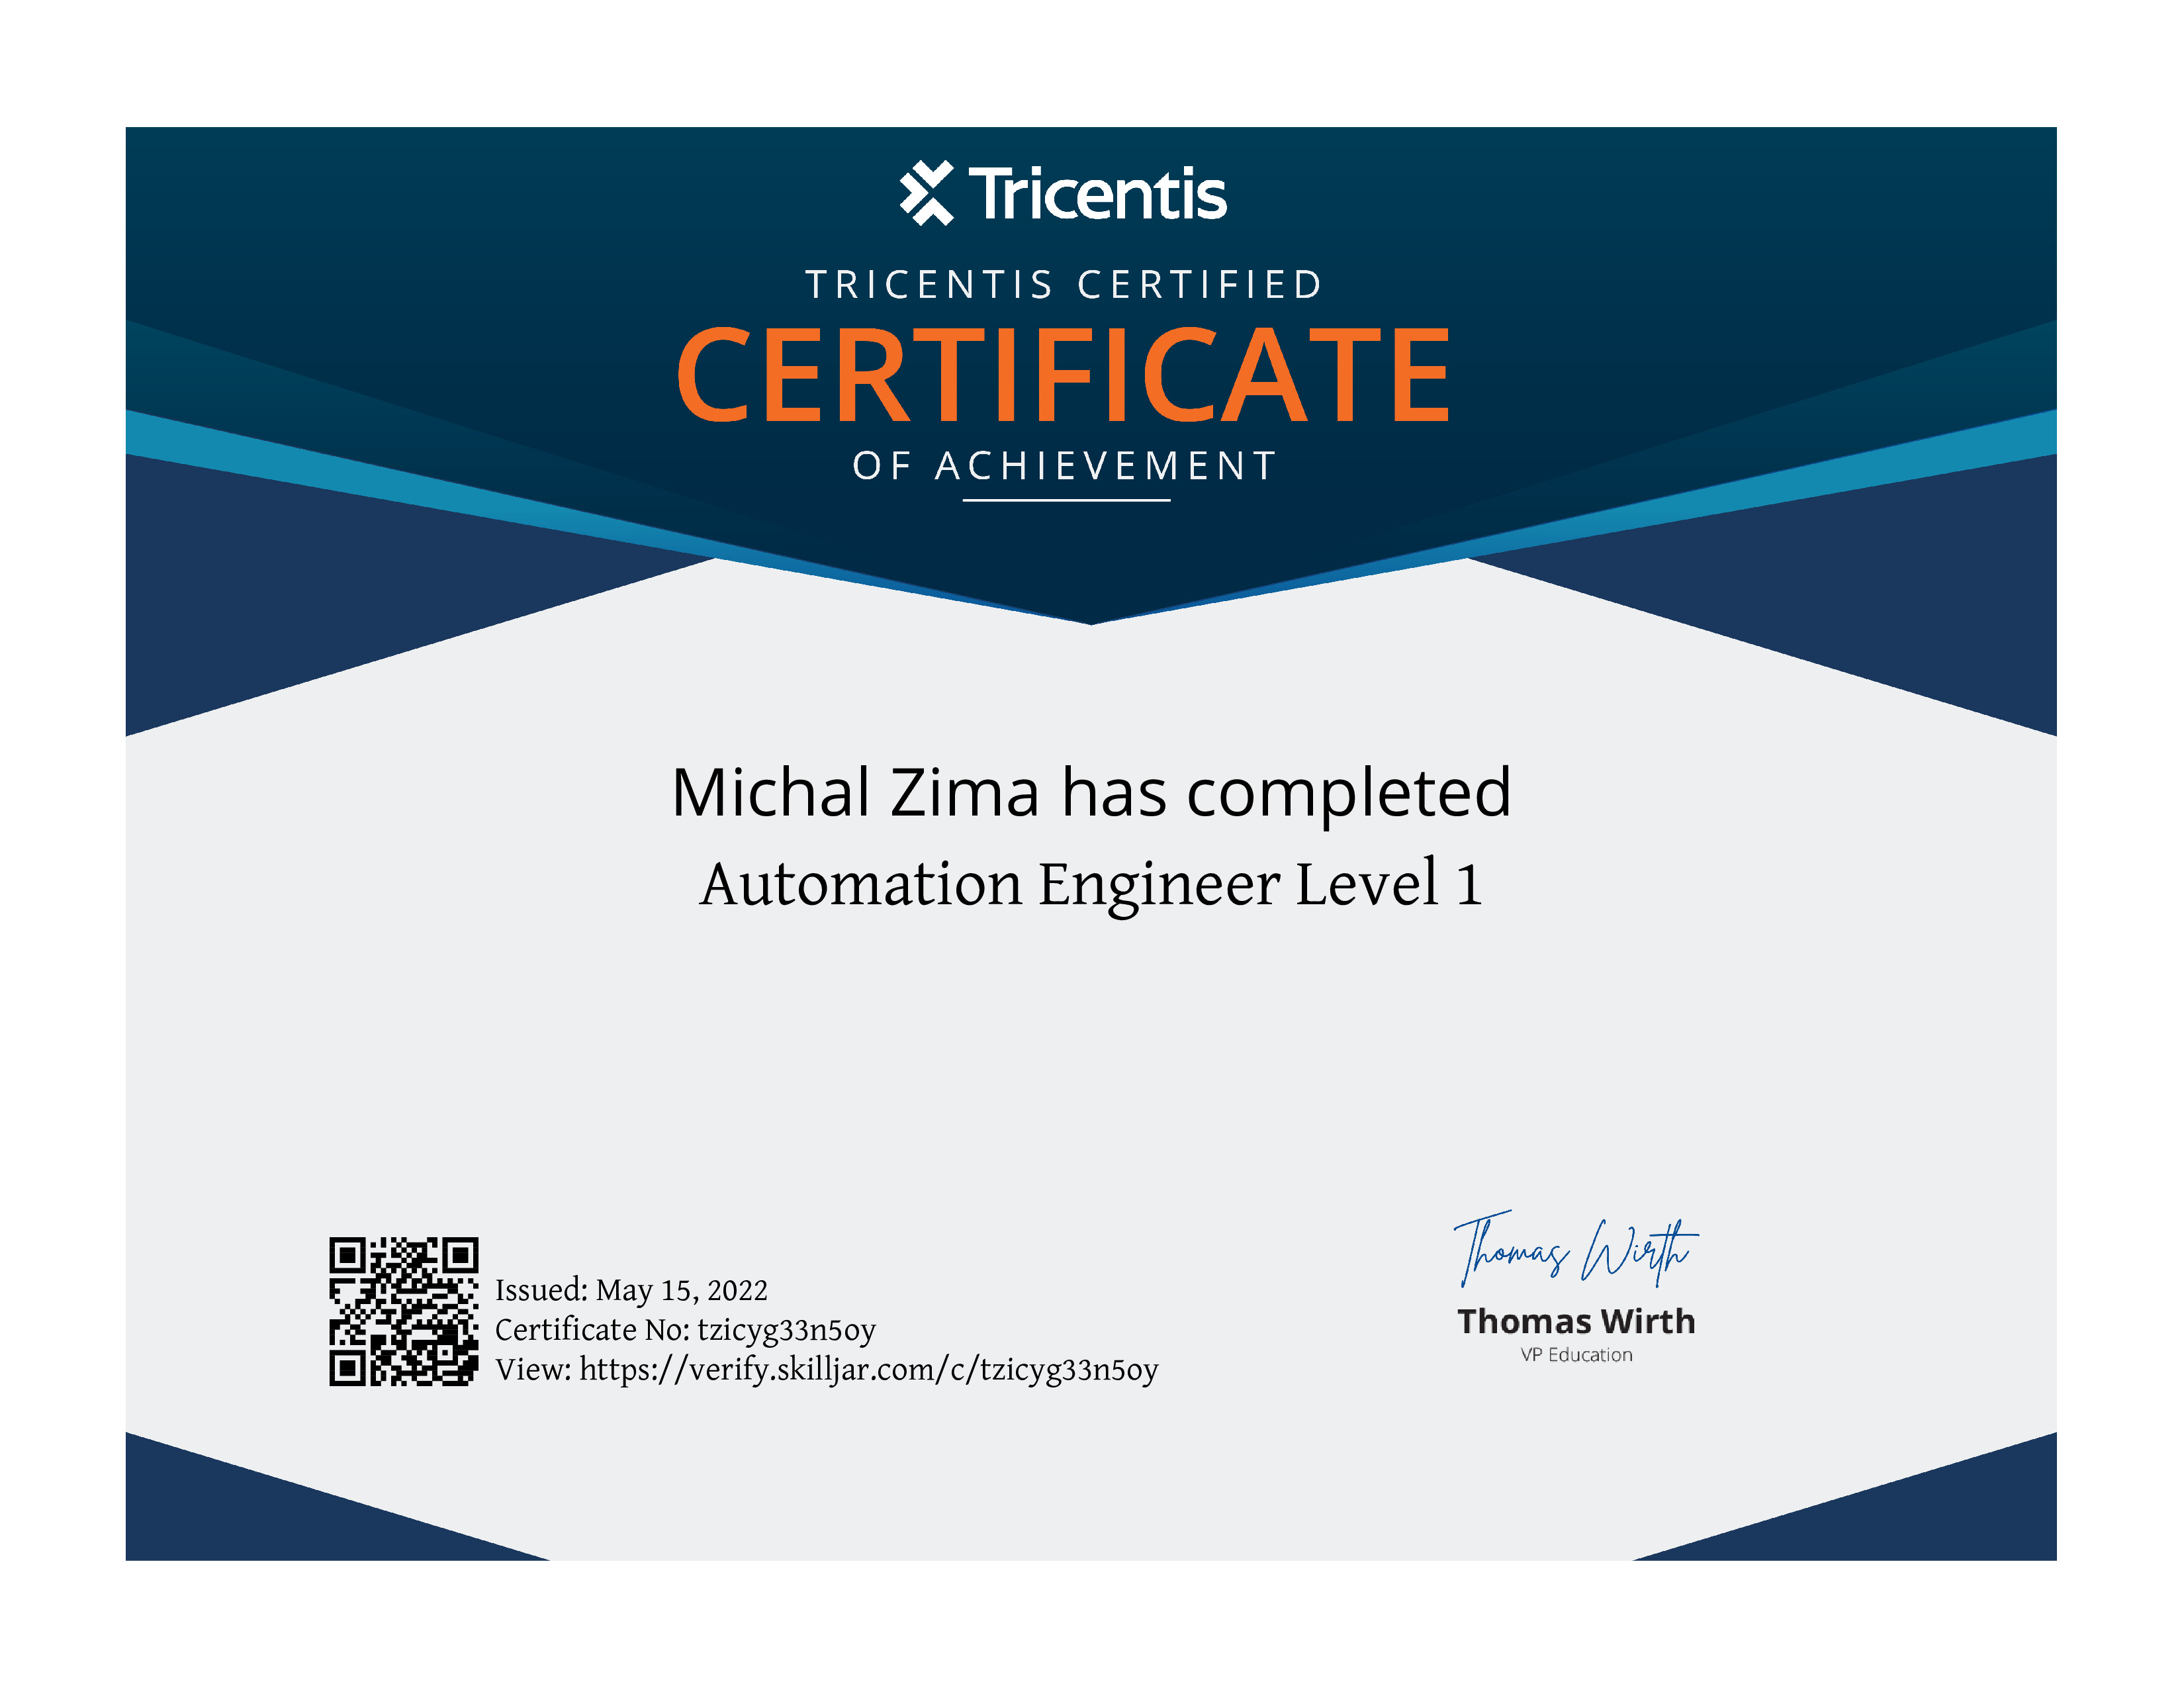 Tricentis
TRICENTIS CERTIFIED
CERTIFICATE
OF ACHIEVEMENT
Michal Zima has completed
Automation Engineer Level 1
Issued: May 15, 2022
Certificate No: tzicyg33n5oy
View: https://verify.skilljar.com/c/tzicyg33n5oy
Thomas Wirth
Thomas Wirth
VP Education